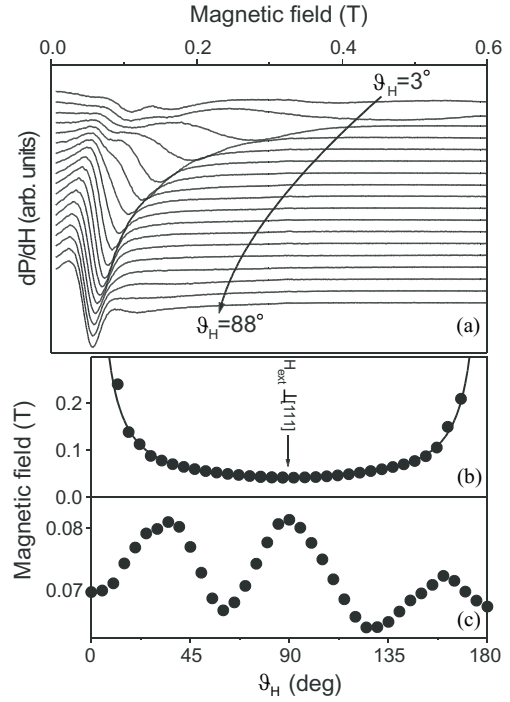 Magnetic field (T)
0.0 0.2 0.4 0.6
ϑH=3°
dP/dH (arb. units)
ϑH=88°
(a)
Hext ⊥ [111]
0.2
0.1
0.0
(b)
Magnetic field (T)
0.08
0.07
(c)
0 45 90 135 180
ϑH (deg)